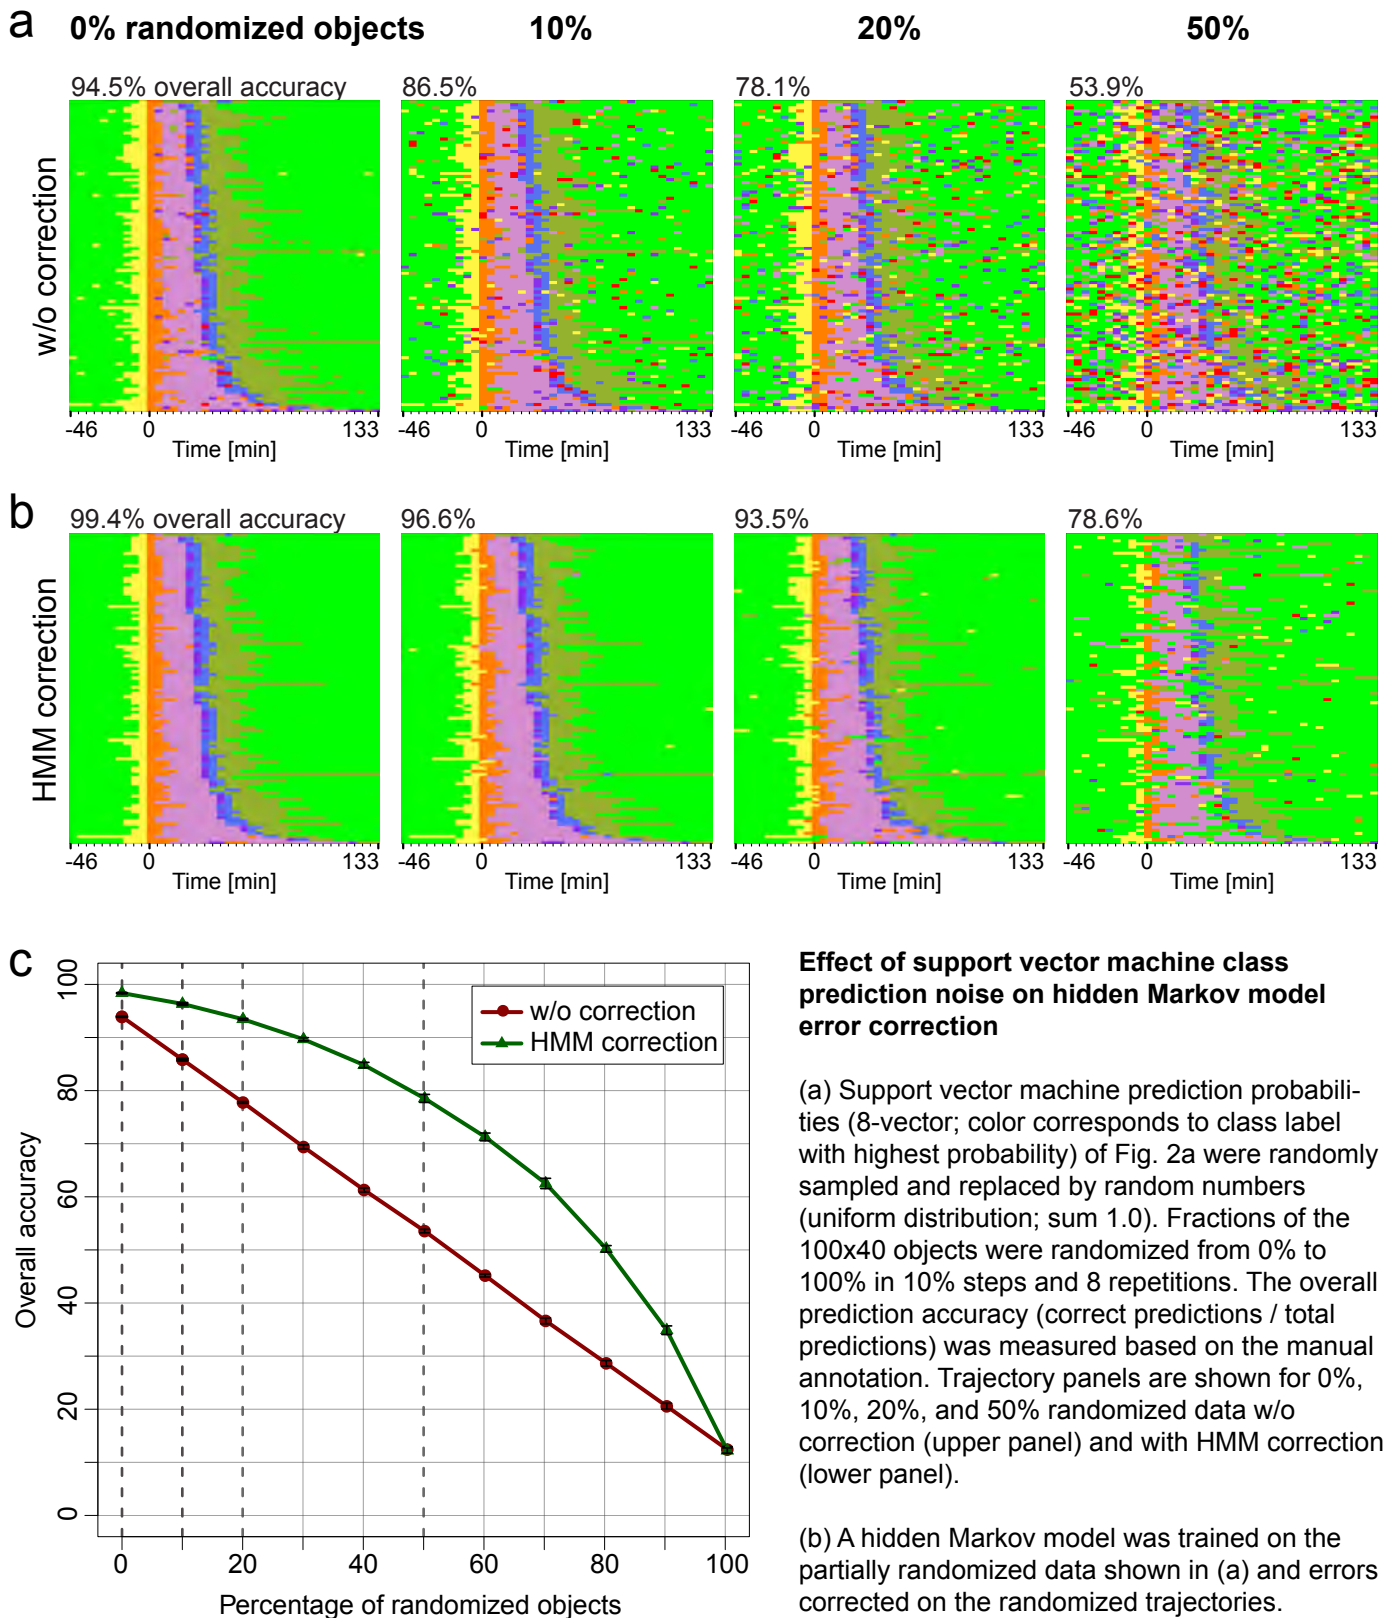 a
0% randomized objects 10% 20% 50%
94.5% overall accuracy 86.5% 78.1% 53.9%
w/o correction
-46 0 133 -46 0 133 -46 0 133 -46 0 133
Time [min] Time [min] Time [min] Time [min]
b
99.4% overall accuracy 96.6% 93.5% 78.6%
HMM correction
-46 0 133 -46 0 133 -46 0 133 -46 0 133
Time [min] Time [min] Time [min] Time [min]
c
Overall accuracy
100
80
60
40
20
0
w/o correction
HMM correction
0 20 40 60 80 100
Percentage of randomized objects
Effect of support vector machine class
prediction noise on hidden Markov model
error correction
(a) Support vector machine prediction probabili-
ties (8-vector; color corresponds to class label
with highest probability) of Fig. 2a were randomly
sampled and replaced by random numbers
(uniform distribution; sum 1.0). Fractions of the
100x40 objects were randomized from 0% to
100% in 10% steps and 8 repetitions. The overall
prediction accuracy (correct predictions / total
predictions) was measured based on the manual
annotation. Trajectory panels are shown for 0%,
10%, 20%, and 50% randomized data w/o
correction (upper panel) and with HMM correction
(lower panel).
(b) A hidden Markov model was trained on the
partially randomized data shown in (a) and errors
corrected on the randomized trajectories.